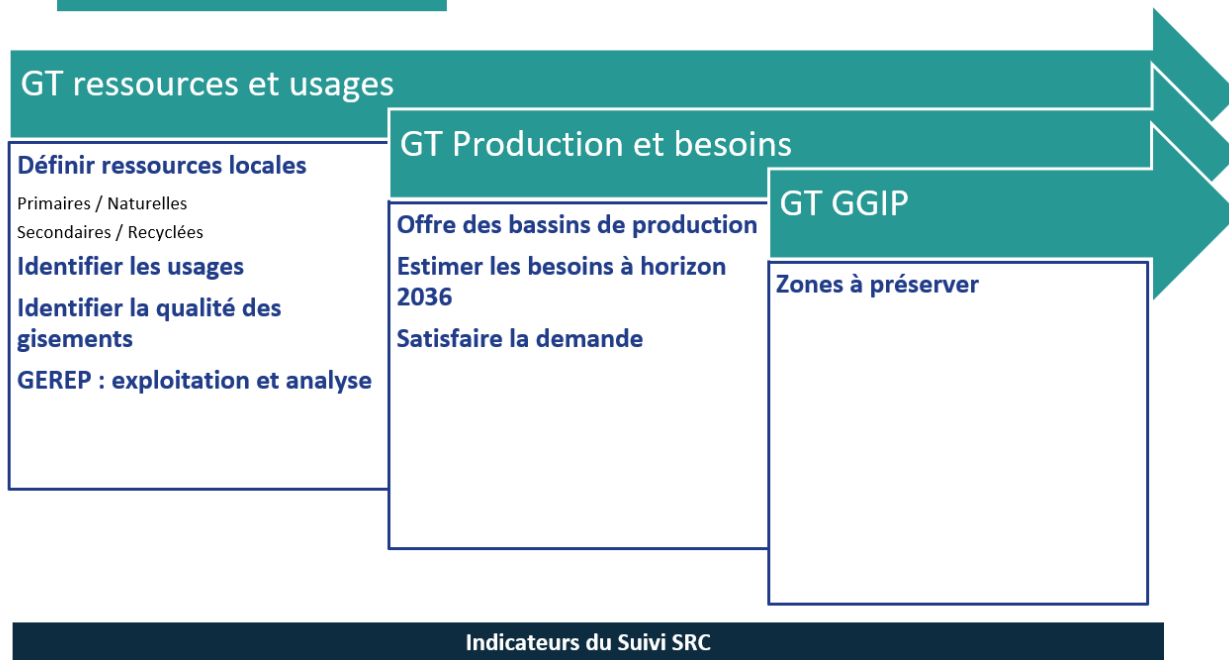 GT ressources et usages
Définir ressources locales
Primaires / Naturelles
Secondaires / Recyclées
Identifier les usages
Identifier la qualité des
gisements
GEREP : exploitation et analyse
GT Production et besoins
Offre des bassins de production
Estimer les besoins à horizon
2036
Satisfaire la demande
GT GGIP
Zones à préserver
Indicateurs du Suivi SRC